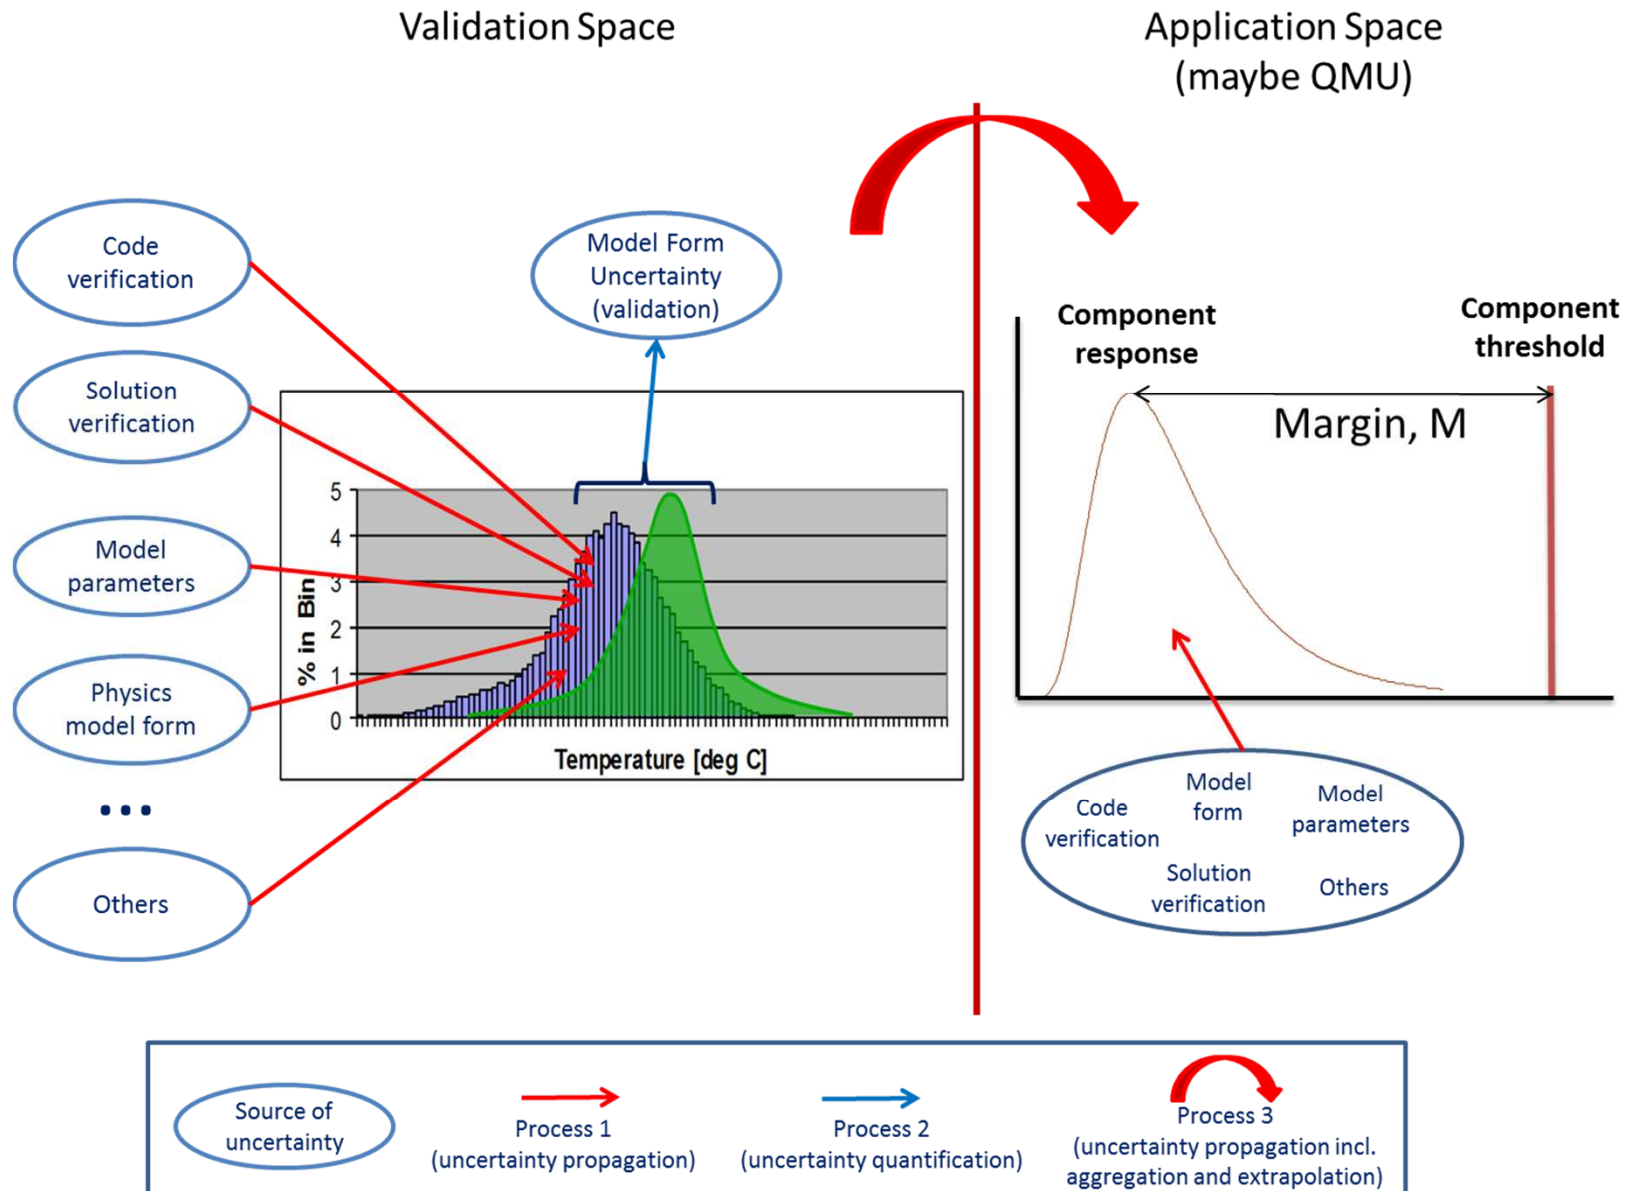 Validation Space
Application Space
(maybe QMU)
Code
verification
Solution
verification
Model
parameters
Physics
model form
...
Others
Model Form
Uncertainty
(validation)
5
4
3
2
1
0
% in Bin
Temperature [deg C]
Component
response
Component
threshold
Margin, M
Code
verification
Model
form
Model
parameters
Solution
verification
Others
Source of
uncertainty
Process 1
(uncertainty propagation)
Process 2
(uncertainty quantification)
Process 3
(uncertainty propagation incl.
aggregation and extrapolation)